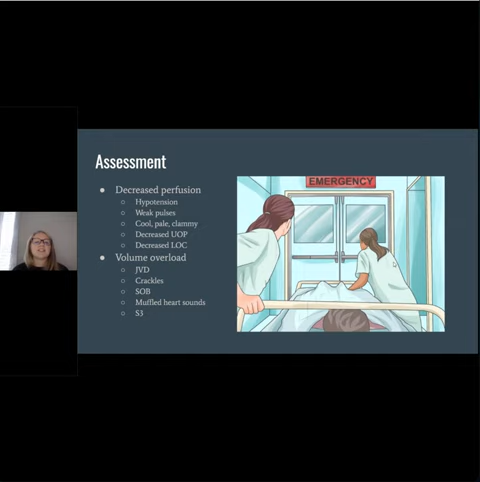 Assessment
● Decreased perfusion
○ Hypotension
○ Weak pulses
○ Cool, pale, clammy
○ Decreased UOP
○ Decreased LOC
● Volume overload
○ JVD
○ Crackles
○ SOB
○ Muffled heart sounds
○ S3
EMERGENCY